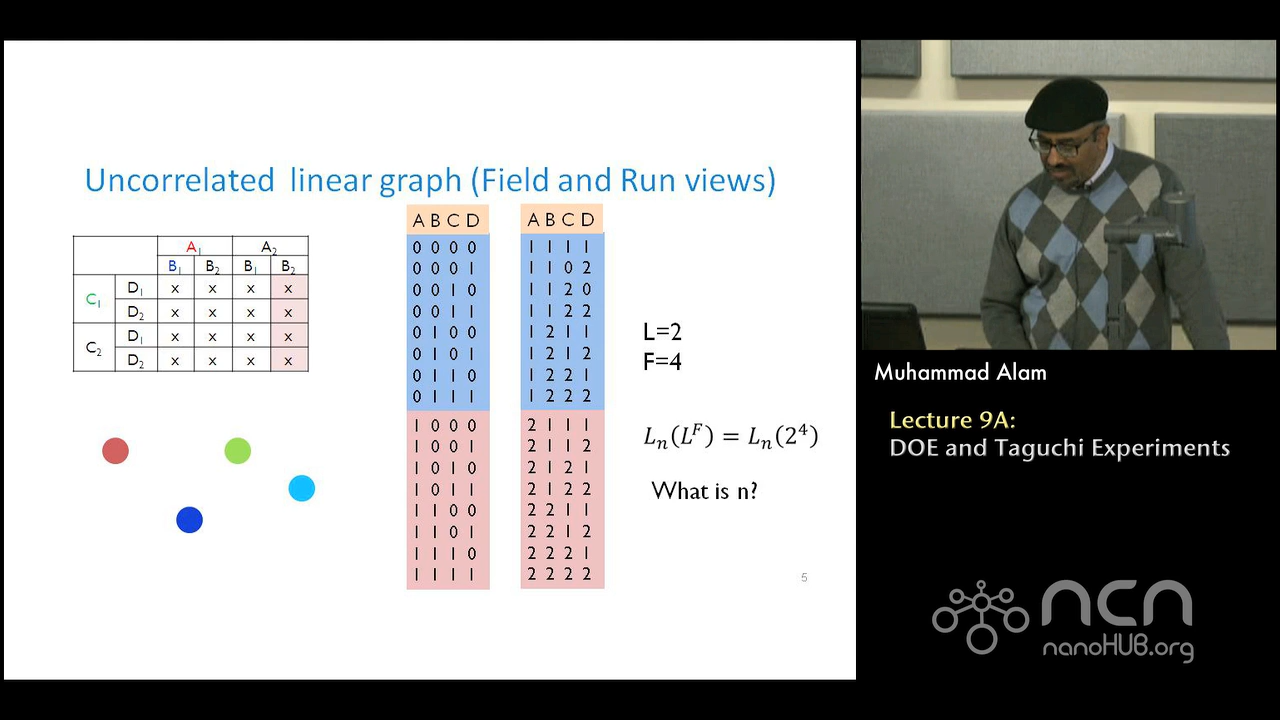 Uncorrelated linear graph (Field and Run views)
A1 A2
B1 B2 B1 B2
C1 D1 x x x x
D2 x x x x
C2 D1 x x x x
D2 x x x x
A B C D
0 0 0 0
0 0 0 1
0 0 1 0
0 0 1 1
0 1 0 0
0 1 0 1
0 1 1 0
0 1 1 1
1 0 0 0
1 0 0 1
1 0 1 0
1 0 1 1
1 1 0 0
1 1 0 1
1 1 1 0
1 1 1 1
A B C D
1 1 1 1
1 1 0 2
1 1 2 0
1 1 2 2
1 2 1 1
1 2 1 2
1 2 2 1
1 2 2 2
2 1 1 1
2 1 1 2
2 1 2 1
2 1 2 2
2 2 1 1
2 2 1 2
2 2 2 1
2 2 2 2
L=2
F=4
Lₙ(L^F) = Lₙ(2⁴)
What is n?
5
Muhammad Alam
Lecture 9A:
DOE and Taguchi Experiments
ncn
nanoHUB.org